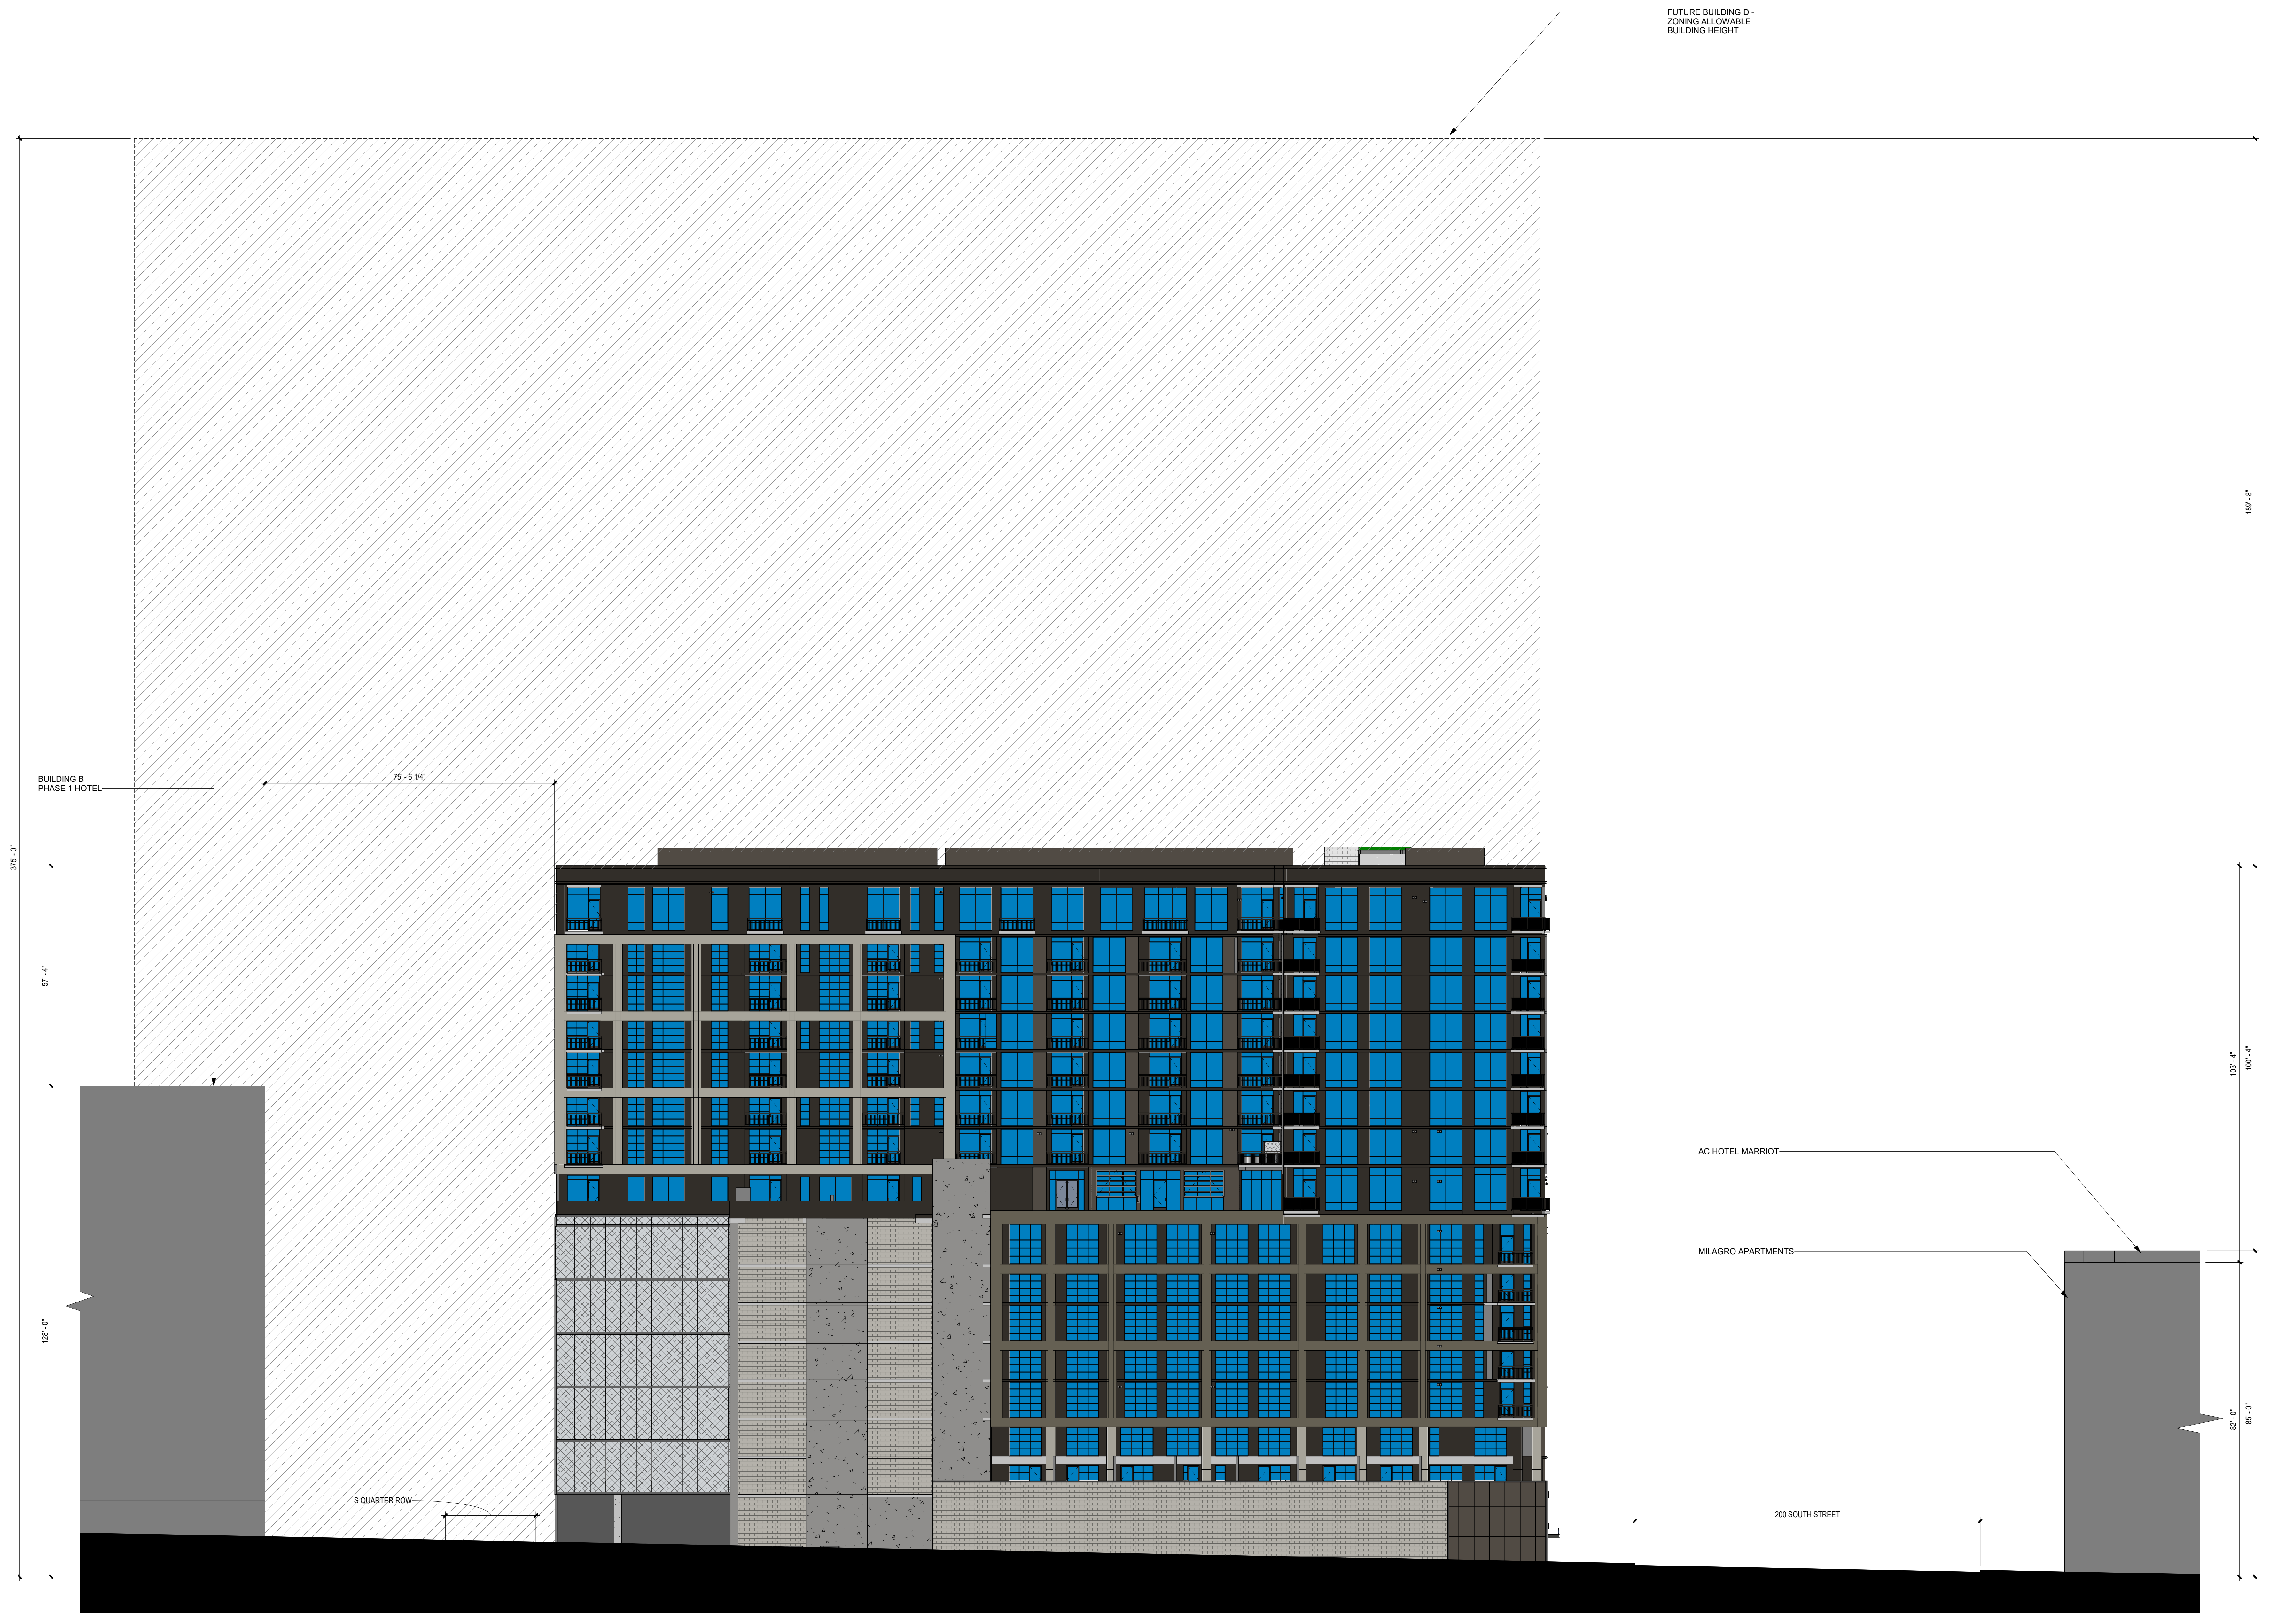 FUTURE BUILDING D -
ZONING ALLOWABLE
BUILDING HEIGHT
189' - 8"
BUILDING B
PHASE 1 HOTEL
75' - 6 1/4"
375' - 0"
57' - 4"
103' - 4"
100' - 4"
AC HOTEL MARRIOT
MILAGRO APARTMENTS
128' - 0"
82' - 0"
85' - 0"
S QUARTER ROW
200 SOUTH STREET